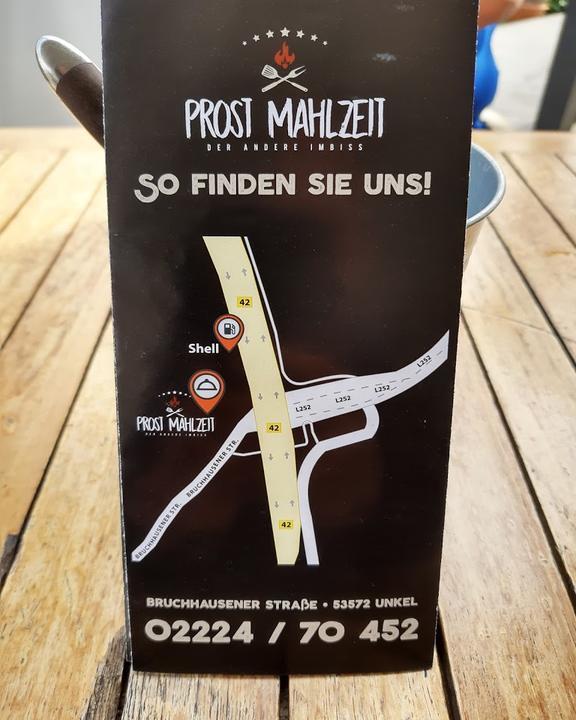 PROST MAHLZEIT
DER ANDERE IMBISS
SO FINDEN SIE UNS!
42
Shell
L252
L252
L252
L252
PROST MAHLZEIT
DER ANDERE IMBISS
42
BRUCHHAUSENER STR.
BRUCHHAUSENER STR.
42
BRUCHHAUSENER STRAßE • 53572 UNKEL
02224 / 70 452